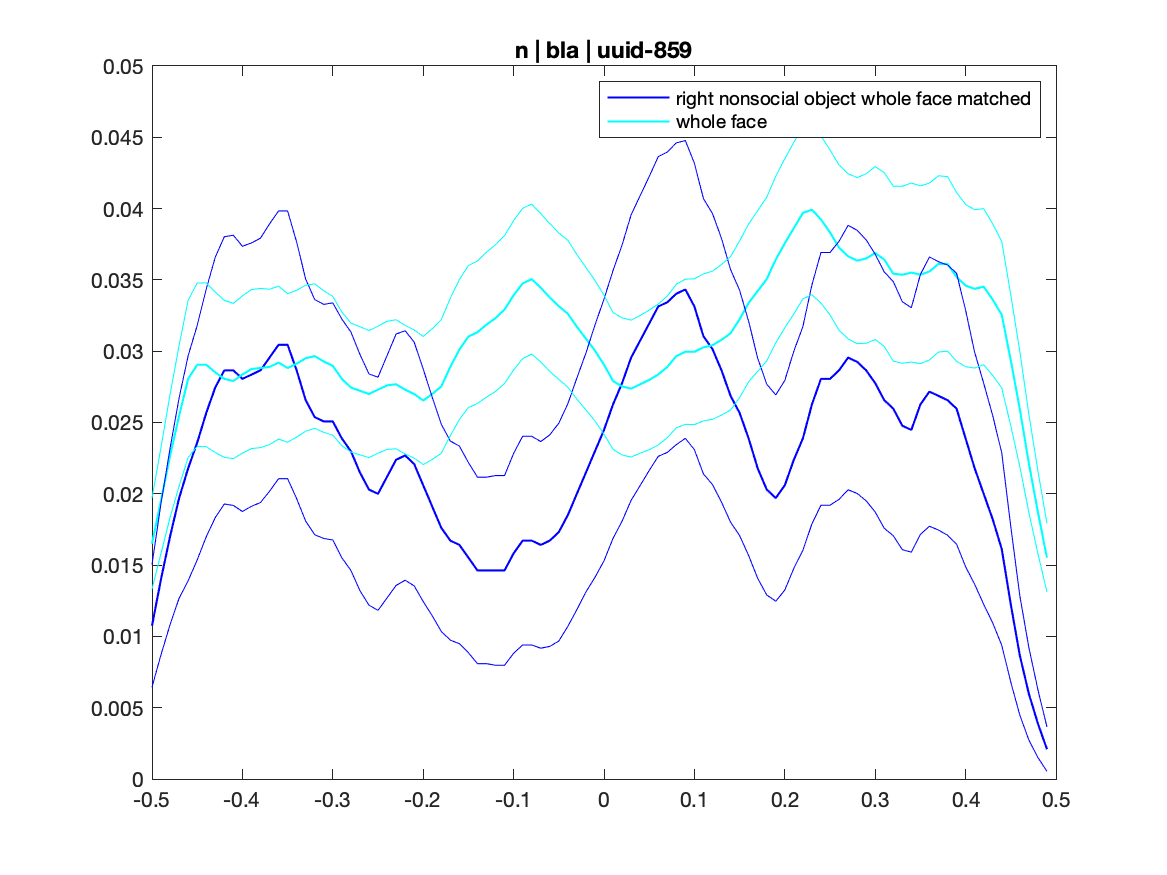 n | bla | uuid-859
right nonsocial object whole face matched
whole face
0.05
0.045
0.04
0.035
0.03
0.025
0.02
0.015
0.01
0.005
0
-0.5 -0.4 -0.3 -0.2 -0.1 0 0.1 0.2 0.3 0.4 0.5